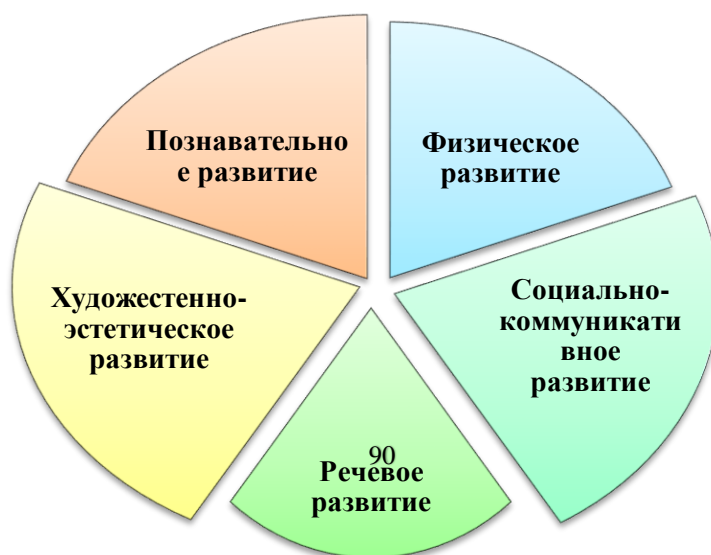 Познавательно
е развитие
Физическое
развитие
Художестенно-
эстетическое
развитие
Социально-
коммуникати
вное
развитие
90
Речевое
развитие